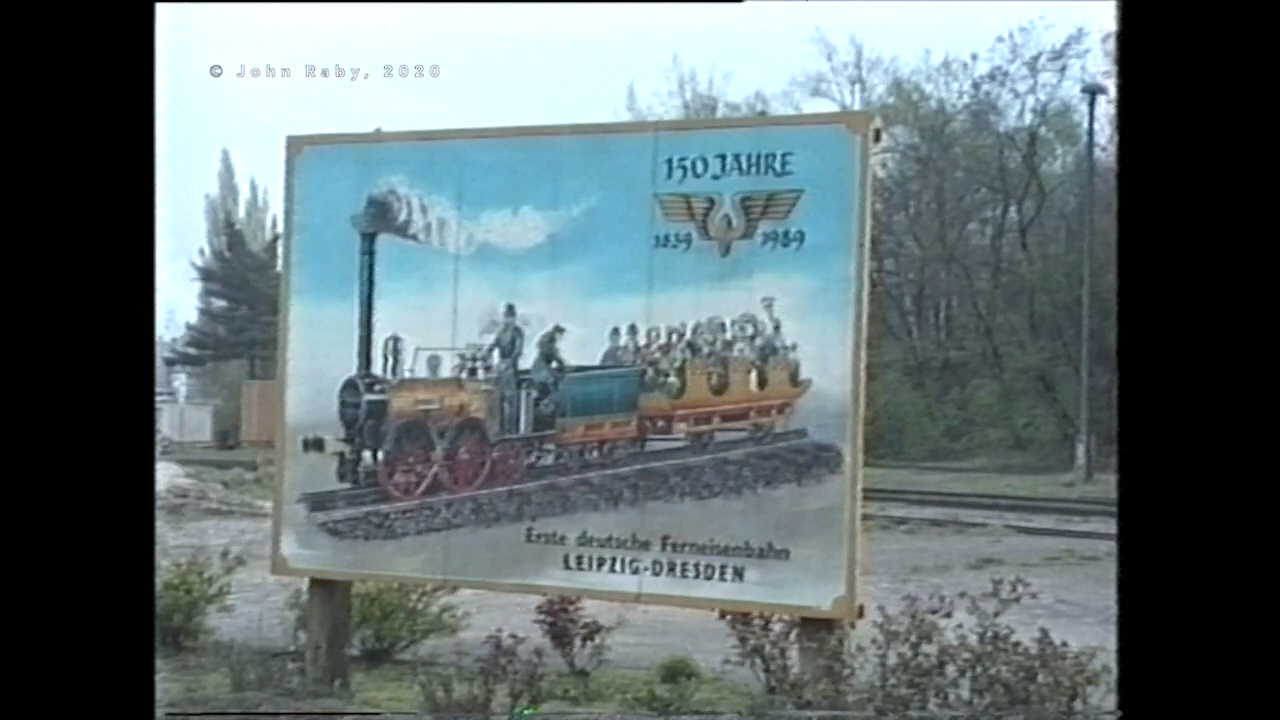 © John Raby, 2020
150 JAHRE
1839 1989
Erste deutsche Ferneisenbahn
LEIPZIG-DRESDEN